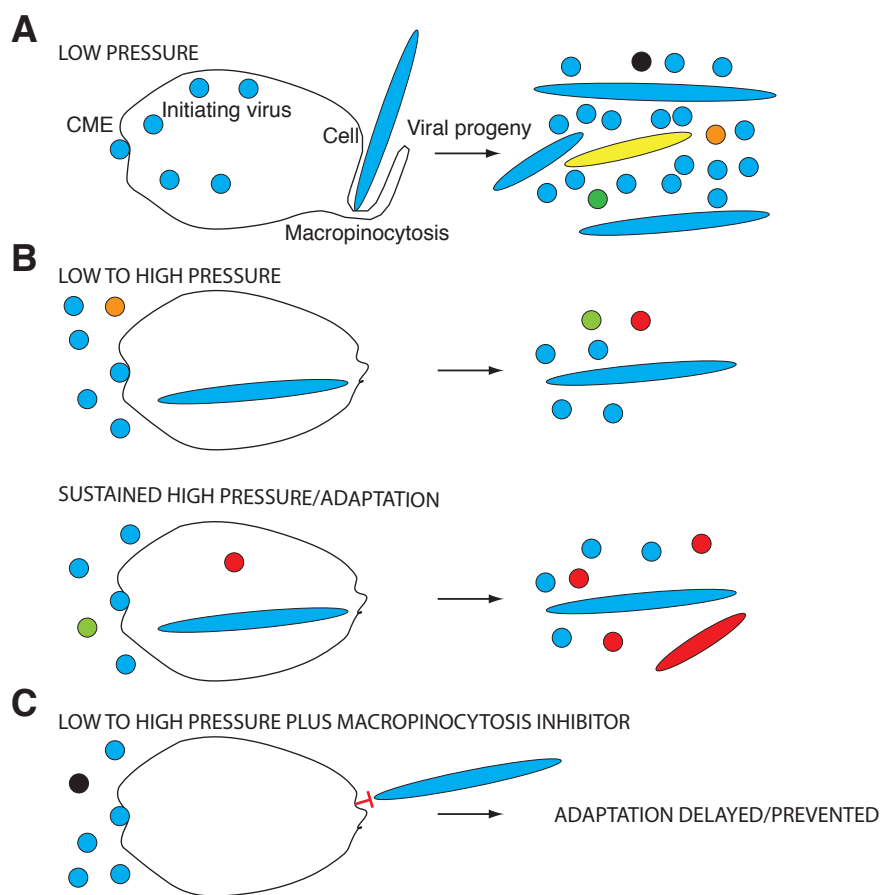 A
LOW PRESSURE
CME
Initiating virus
Cell
Viral progeny
Macropinocytosis
B
LOW TO HIGH PRESSURE
SUSTAINED HIGH PRESSURE/ADAPTATION
C
LOW TO HIGH PRESSURE PLUS MACROPINOCYTOSIS INHIBITOR
ADAPTATION DELAYED/PREVENTED